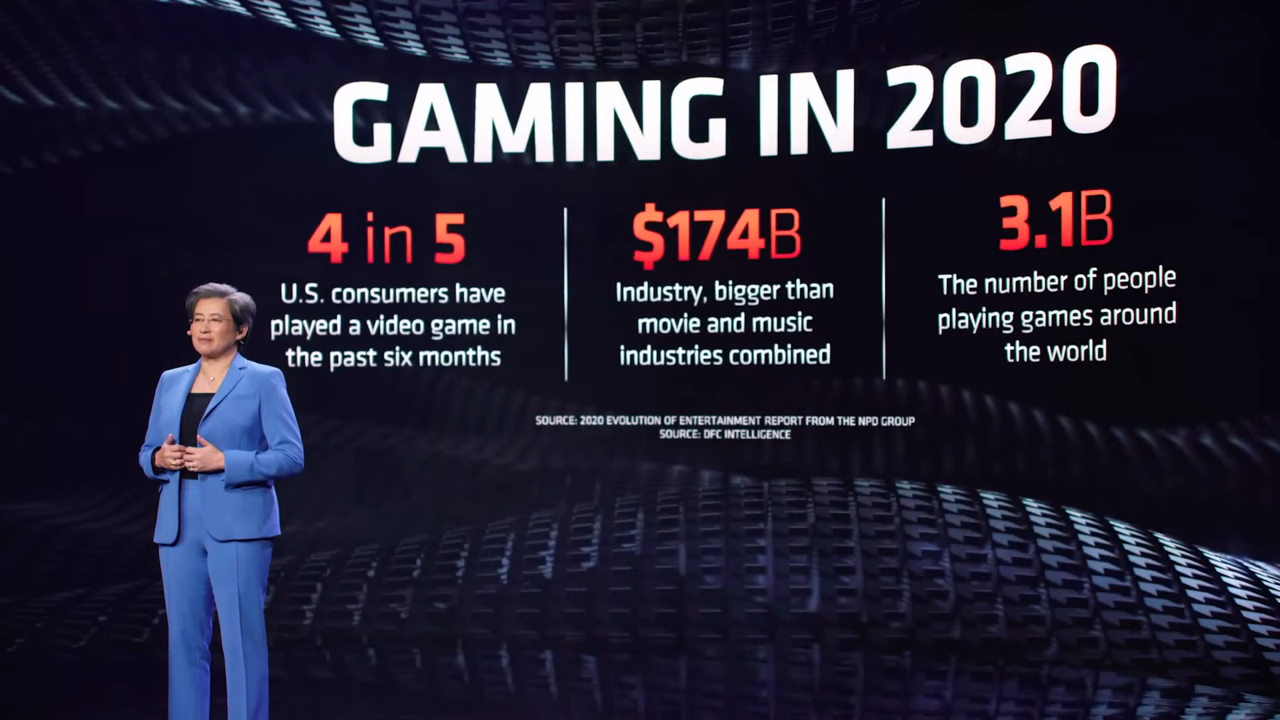 GAMING IN 2020
4 in 5
U.S. consumers have
played a video game in
the past six months
$174B
Industry, bigger than
movie and music
industries combined
3.1B
The number of people
playing games around
the world
SOURCE: 2020 EVOLUTION OF ENTERTAINMENT REPORT FROM THE NPD GROUP
SOURCE: DFC INTELLIGENCE